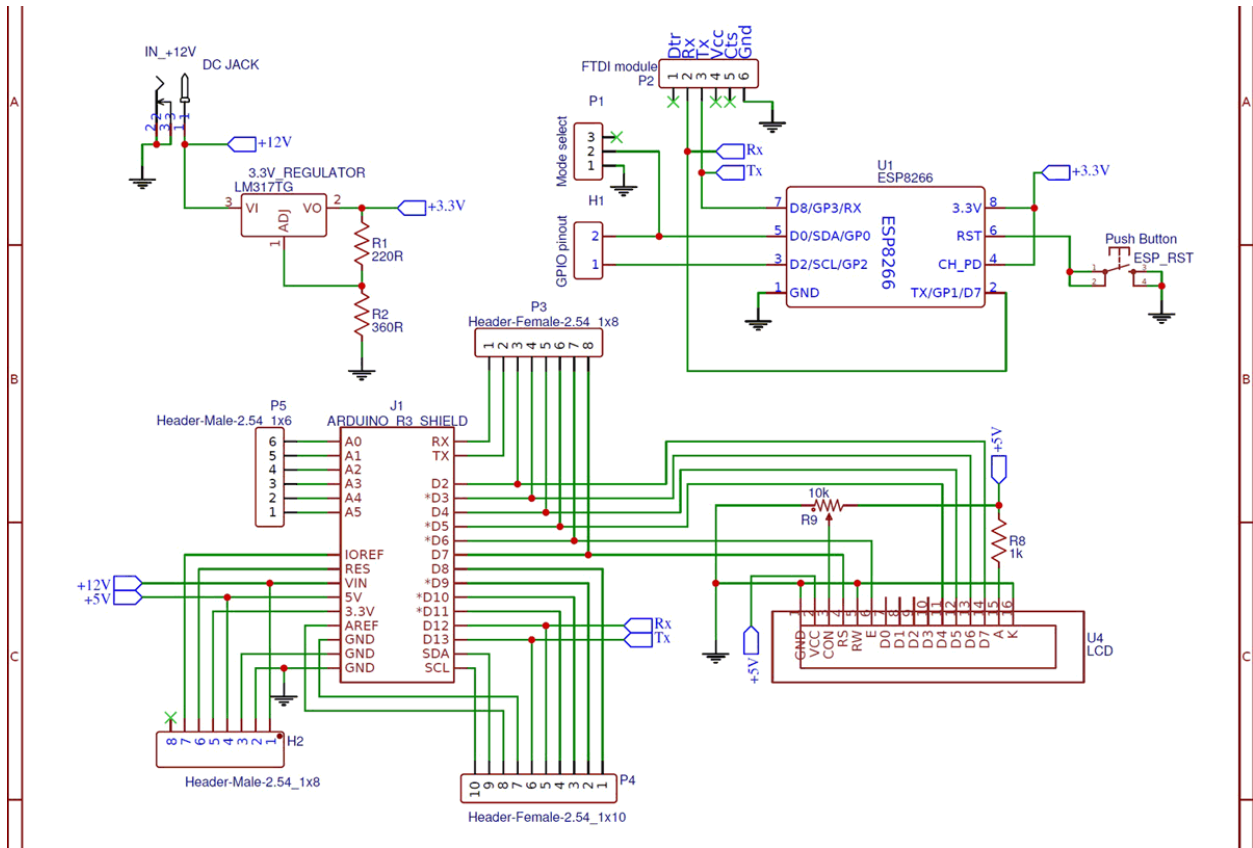 IN_+12V
DC JACK
2
2
3
3
1
1
+12V
3.3V_REGULATOR
LM317TG
3
VI
VO
2
ADJ
1
+3.3V
R1
220R
R2
360R
Dtr
Rx
Tx
Vcc
Cts
Gnd
FTDI module
P2
1
2
3
4
5
6
P1
Mode select
3
2
1
Rx
Tx
H1
GPIO pinout
2
1
U1
ESP8266
ESP8266
7
D8/GP3/RX
5
D0/SDA/GP0
3
D2/SCL/GP2
1
GND
3.3V
8
RST
6
CH_PD
4
TX/GP1/D7
2
+3.3V
Push Button
ESP_RST
1
2
3
4
P3
Header-Female-2.54_1x8
1
2
3
4
5
6
7
8
P5
Header-Male-2.54_1x6
6
5
4
3
2
1
J1
ARDUINO_R3_SHIELD
A0
A1
A2
A3
A4
A5
IOREF
RES
VIN
5V
3.3V
AREF
GND
GND
GND
RX
TX
D2
*D3
D4
*D5
*D6
D7
D8
*D9
*D10
*D11
D12
D13
SDA
SCL
+12V
+5V
Rx
Tx
+5V
10k
R9
R8
1k
+5V
1
2
3
4
5
6
7
8
9
10
11
12
13
14
15
16
GND
VCC
CON
RS
RW
E
D0
D1
D2
D3
D4
D5
D6
D7
A
K
U4
LCD
8
7
6
5
4
3
2
1
H2
Header-Male-2.54_1x8
10
9
8
7
6
5
4
3
2
1
P4
Header-Female-2.54_1x10
A
B
C
A
B
C